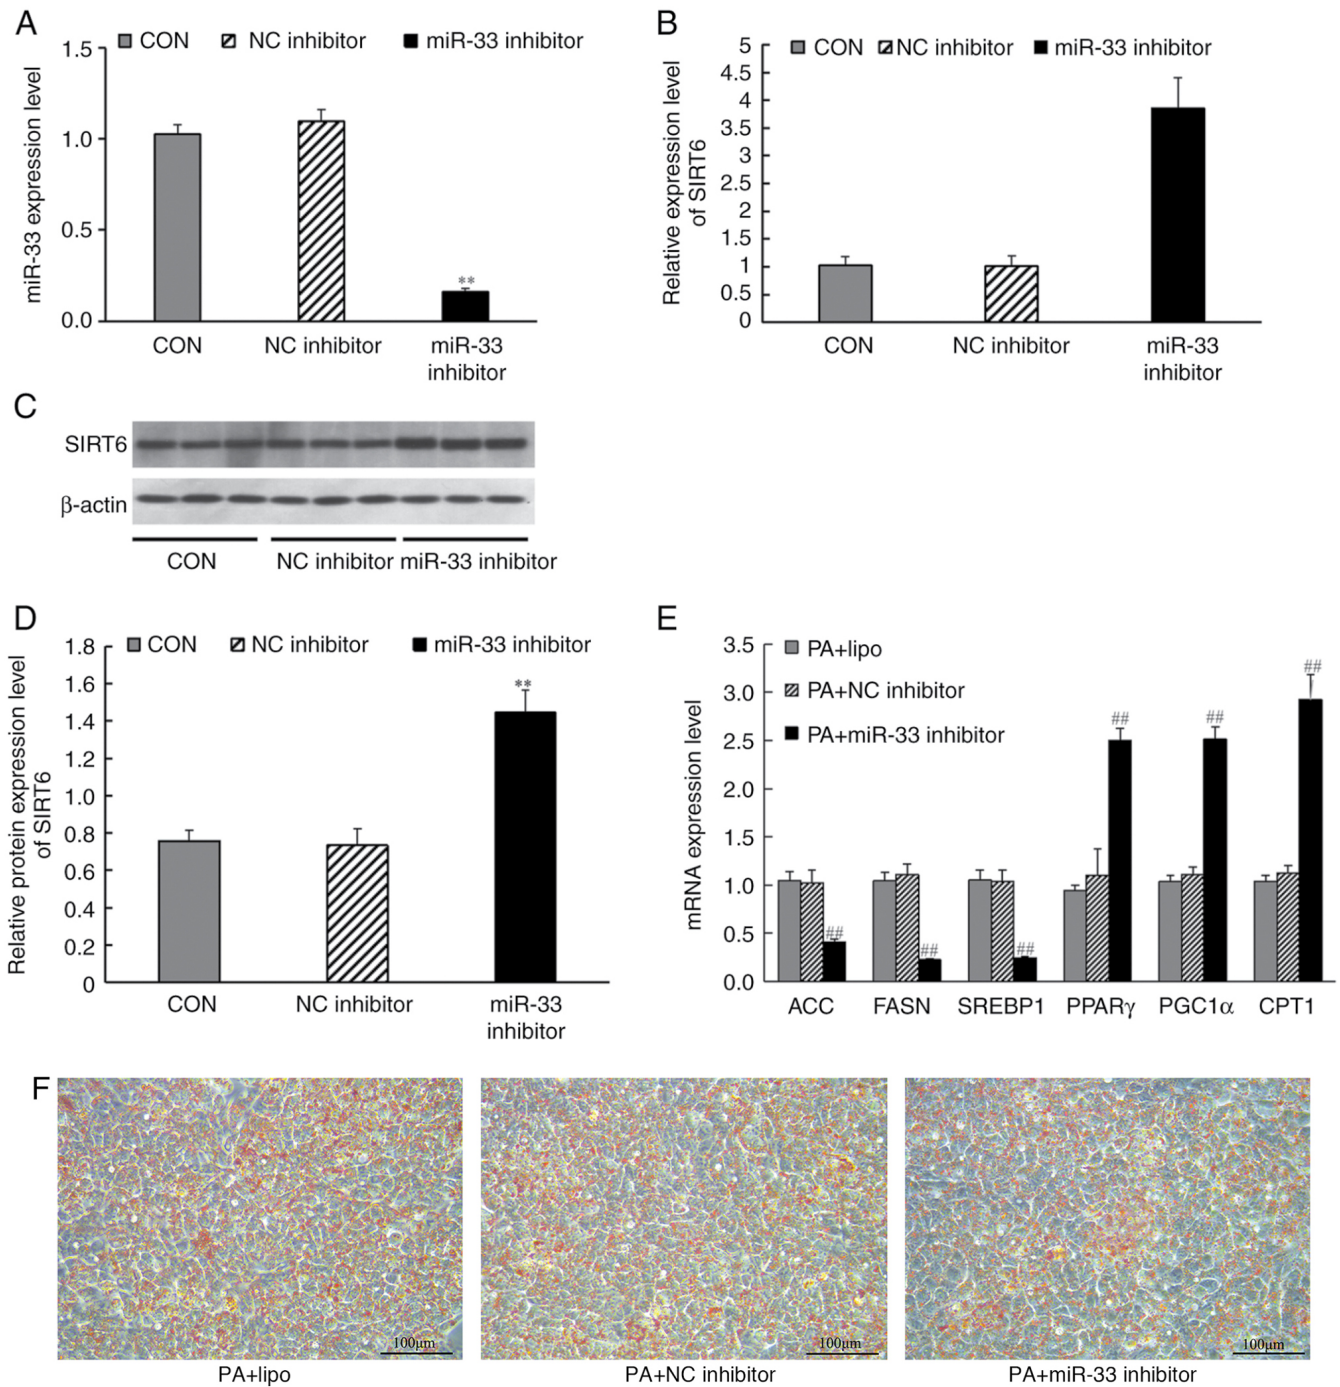 A
CON NC inhibitor miR-33 inhibitor
miR-33 expression level
1.5
1.0
0.5
0.0
**
CON NC inhibitor miR-33
inhibitor
B
CON NC inhibitor miR-33 inhibitor
Relative expression level
of SIRT6
5
4.5
4
3.5
3
2.5
2
1.5
1
0.5
0
CON NC inhibitor miR-33
inhibitor
C
SIRT6
β-actin
CON NC inhibitor miR-33 inhibitor
D
CON NC inhibitor miR-33 inhibitor
Relative protein expression level
of SIRT6
1.8
1.6
1.4
1.2
1.0
0.8
0.6
0.4
0.2
0
**
CON NC inhibitor miR-33
inhibitor
E
PA+lipo
PA+NC inhibitor
PA+miR-33 inhibitor
mRNA expression level
3.5
3.0
2.5
2.0
1.5
1.0
0.5
0.0
## ## ## ## ## ##
ACC FASN SREBP1 PPARγ PGC1α CPT1
F
100μm 100μm 100μm
PA+lipo PA+NC inhibitor PA+miR-33 inhibitor